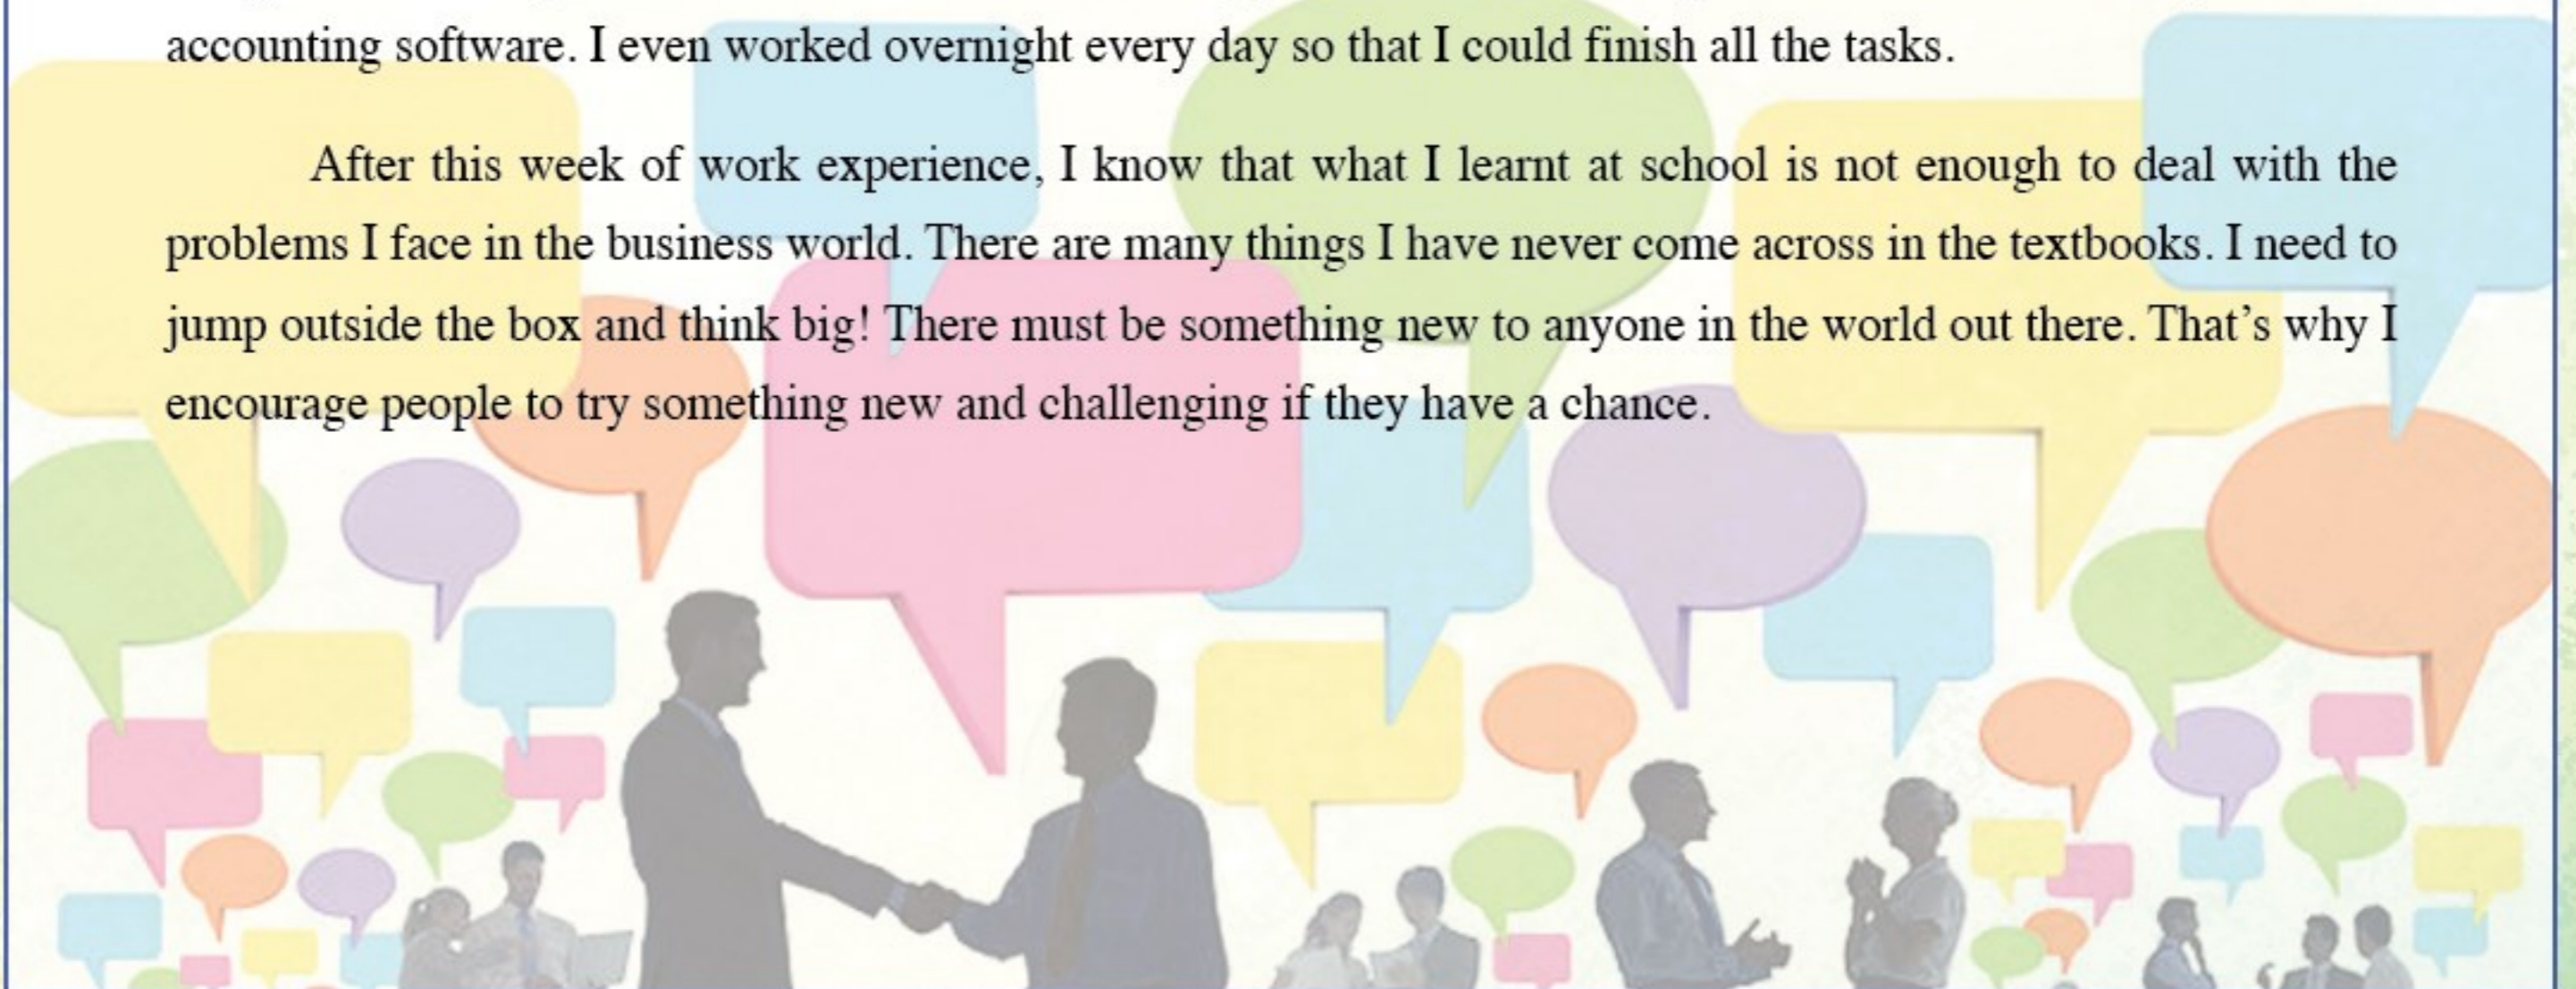 accounting software. I even worked overnight every day so that I could finish all the tasks.
After this week of work experience, I know that what I learnt at school is not enough to deal with the
problems I face in the business world. There are many things I have never come across in the textbooks. I need to
jump outside the box and think big! There must be something new to anyone in the world out there. That’s why I
encourage people to try something new and challenging if they have a chance.